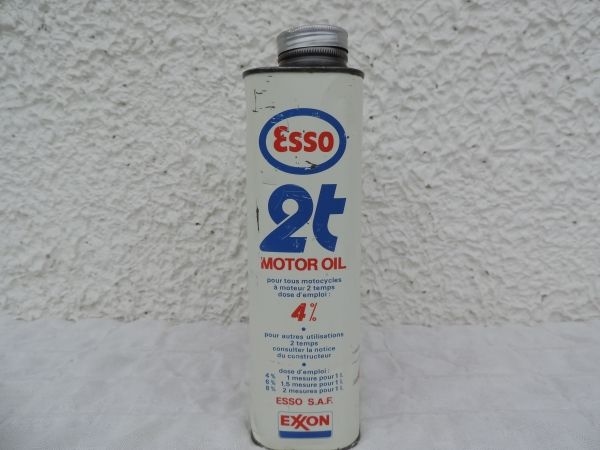 Esso
2t
MOTOR OIL
pour tous motocycles
à moteur 2 temps
dose d'emploi :
4%
pour autres utilisations
2 temps
consulter la notice
du constructeur
dose d'emploi :
4% 1 mesure pour 1 l.
6% 1,5 mesure pour 1 l.
8% 2 mesures pour 1 l.
ESSO S.A.F.
EXXON